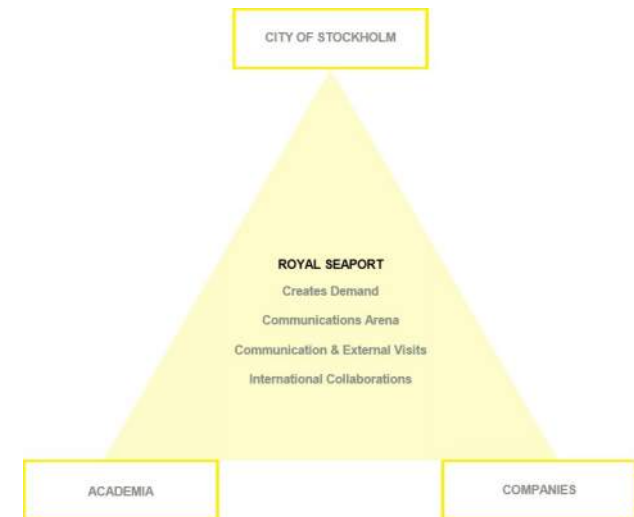 CITY OF STOCKHOLM
ROYAL SEAPORT
Creates Demand
Communications Arena
Communication & External Visits
International Collaborations
ACADEMIA
COMPANIES